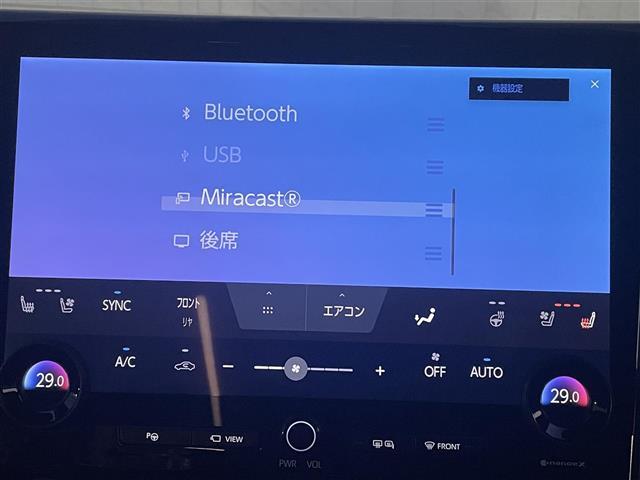 機器設定
Bluetooth
USB
Miracast®
後席
SYNC
フロント
リヤ
エアコン
A/C
OFF
AUTO
29.0
29.0
P
VIEW
FRONT
PWR VOL
nanoe X